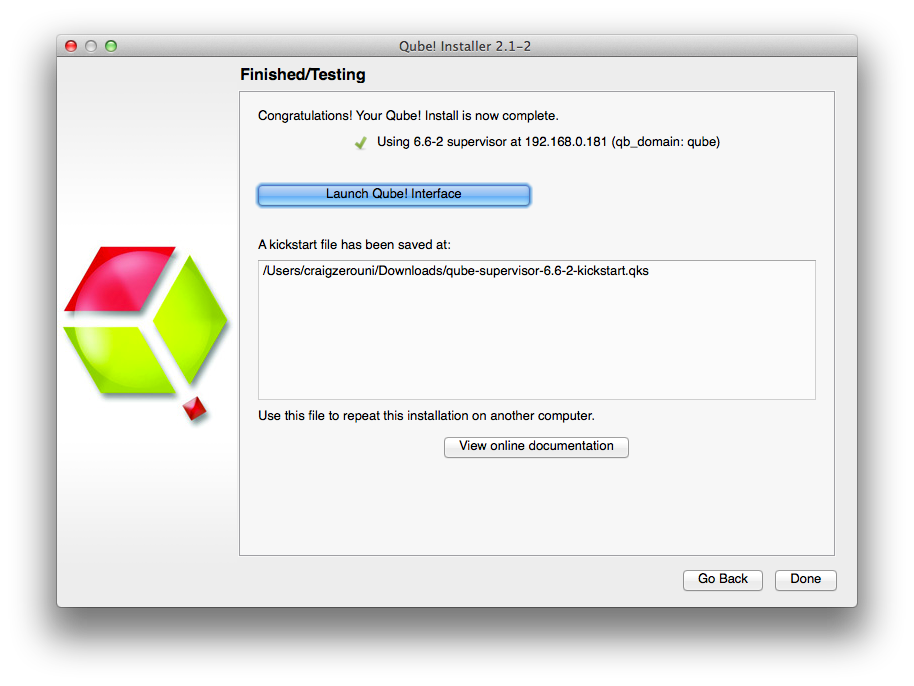 Qube! Installer 2.1-2
Finished/Testing
Congratulations! Your Qube! Install is now complete.
Using 6.6-2 supervisor at 192.168.0.181 (qb_domain: qube)
Launch Qube! Interface
A kickstart file has been saved at:
/Users/craigzerouni/Downloads/qube-supervisor-6.6-2-kickstart.qks
Use this file to repeat this installation on another computer.
View online documentation
Go Back
Done